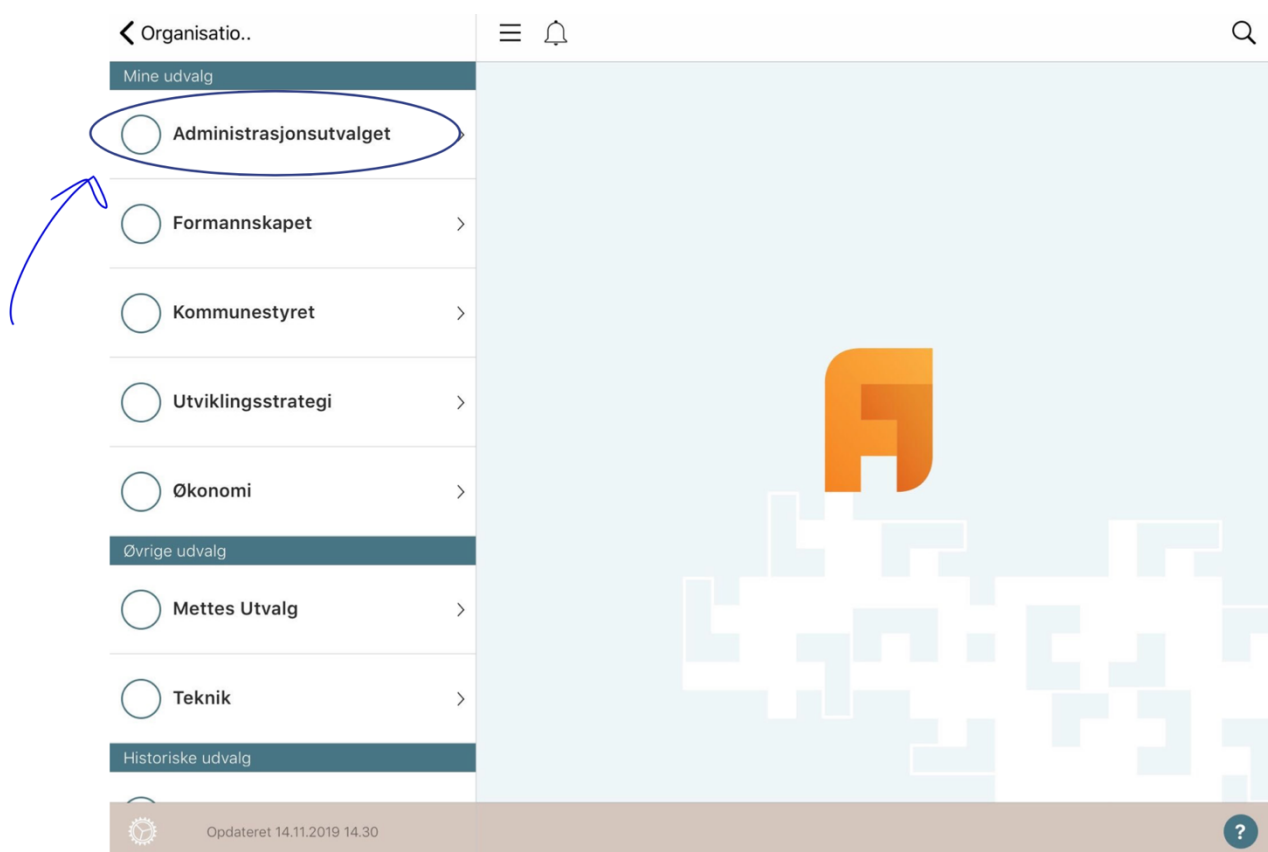 Organisatio..
Mine udvalg
Administrasjonsutvalget
Formannskapet
Kommunestyret
Utviklingsstrategi
Økonomi
Øvrige udvalg
Mettes Utvalg
Teknik
Historiske udvalg
Opdateret 14.11.2019 14.30
?